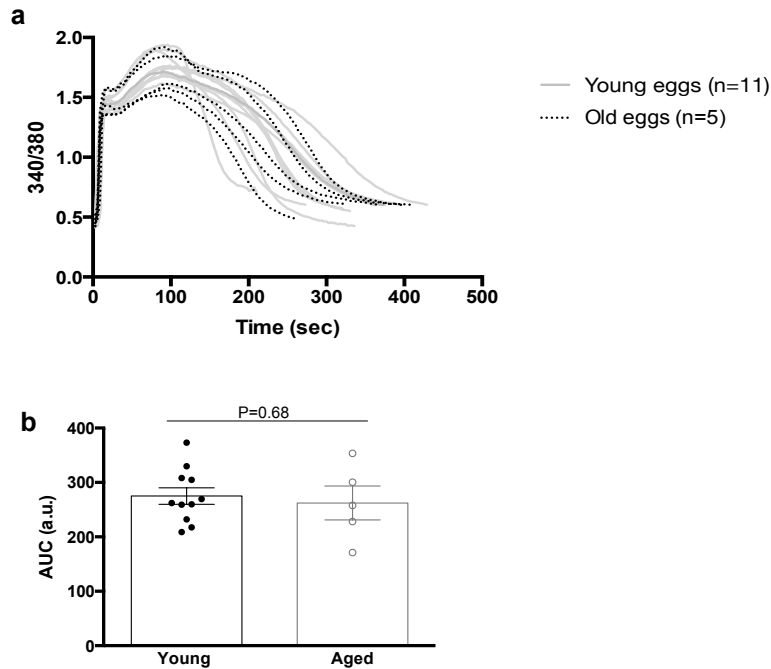 a
2.0
1.5
1.0
0.5
0.0
340/380
0 100 200 300 400 500
Time (sec)
Young eggs (n=11)
Old eggs (n=5)
b
P=0.68
400
300
200
100
0
AUC (a.u.)
Young Aged